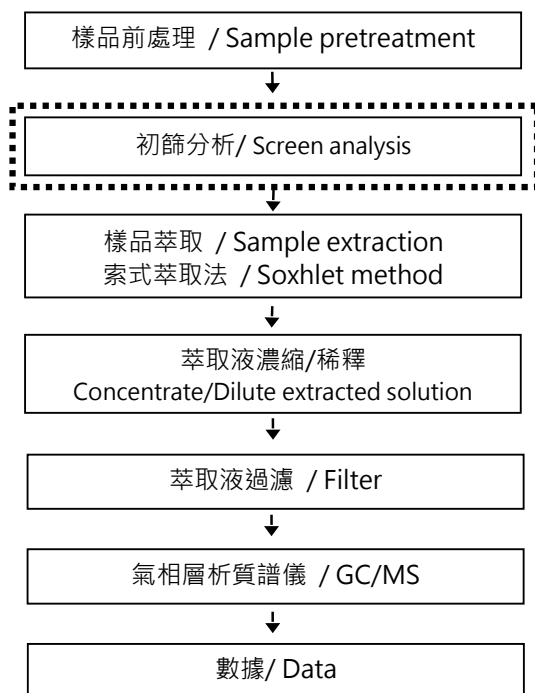 樣品前處理 / Sample pretreatment
初篩分析/ Screen analysis
樣品萃取 / Sample extraction
索式萃取法 / Soxhlet method
萃取液濃縮/稀釋
Concentrate/Dilute extracted solution
萃取液過濾 / Filter
氣相層析質譜儀 / GC/MS
數據/ Data